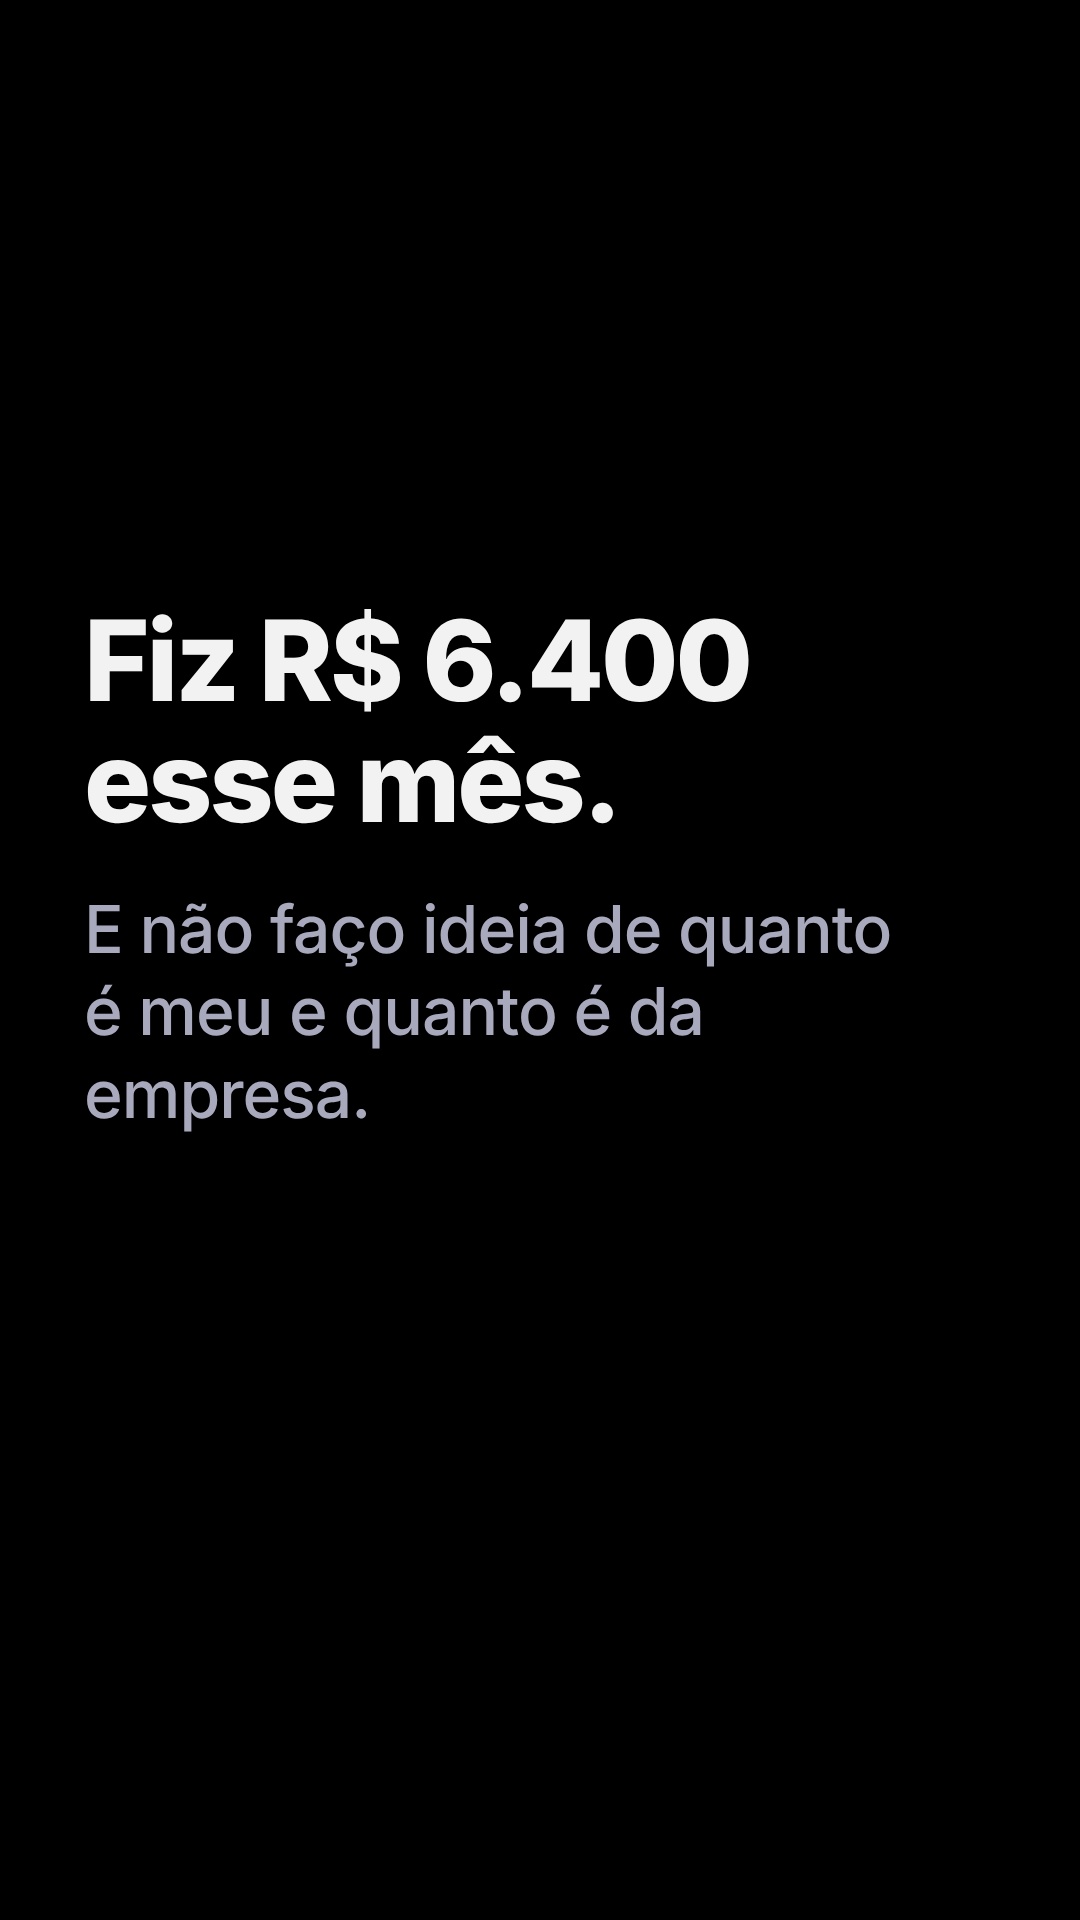 Fiz R$ 6.400
esse mês.
E não faço ideia de quanto
é meu e quanto é da
empresa.